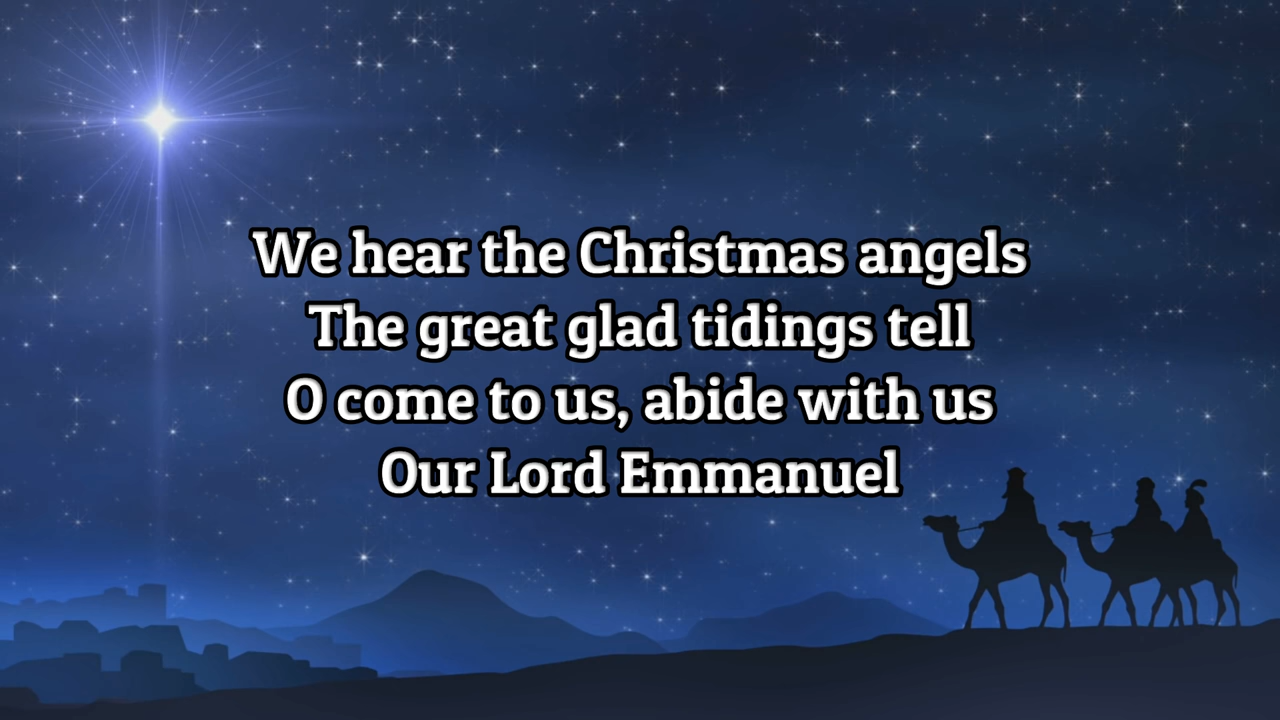 We hear the Christmas angels
The great glad tidings tell
O come to us, abide with us
Our Lord Emmanuel